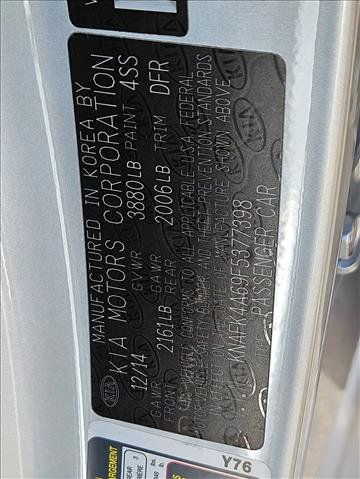 MANUFACTURED IN KOREA BY
KIA MOTORS CORPORATION
12/14 GVWR 3880LB PAINT 4SS
GAWR FRONT 2161LB GAWR REAR 2006LB TRIM DFR
THIS VEHICLE CONFORMS TO ALL APPLICABLE U.S.A. FEDERAL
MOTOR VEHICLE SAFETY, BUMPER, AND THEFT PREVENTION STANDARDS
IN EFFECT ON THE DATE OF MANUFACTURE SHOWN ABOVE.
KNAFK4A69F5377398
TYPE: PASSENGER CAR
KIA
Y76